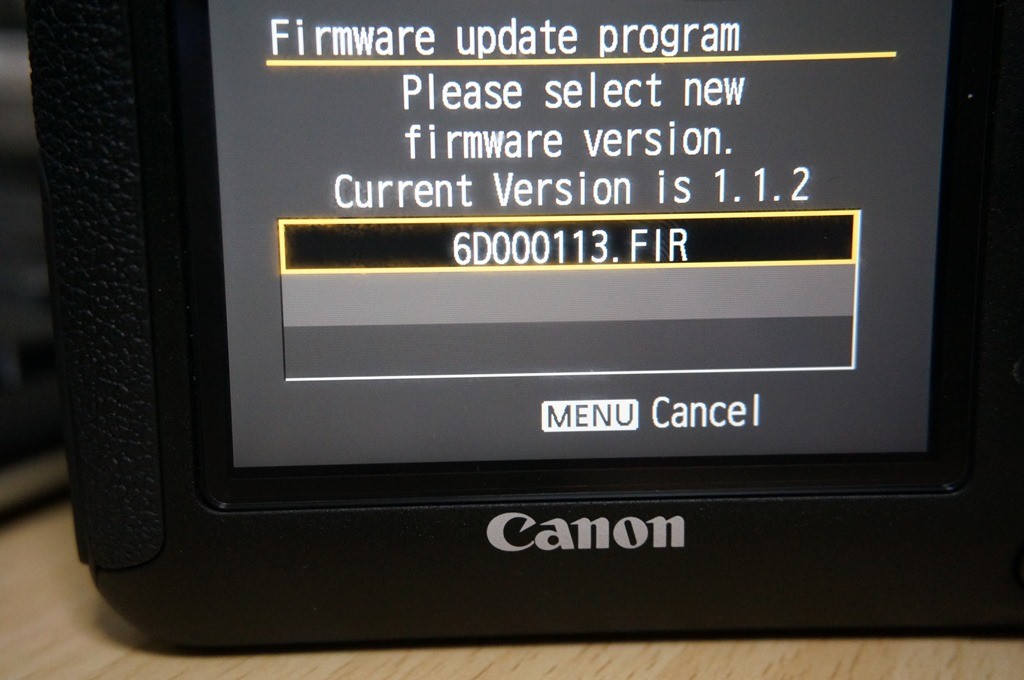 Firmware update program
Please select new
firmware version.
Current Version is 1.1.2
6D000113.FIR
MENU Cancel
Canon